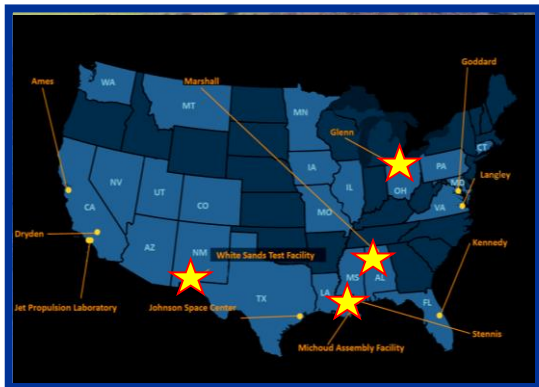 Goddard
Ames
Marshall
WA
MT
MN
Glenn
CT
IA
PA
NV
UT
CO
IL
OH
MD
Langley
CA
MO
VA
Dryden
AZ
NM
White Sands Test Facility
MS
AL
Kennedy
Jet Propulsion Laboratory
Johnson Space Center
TX
LA
FL
Stennis
Michoud Assembly Facility